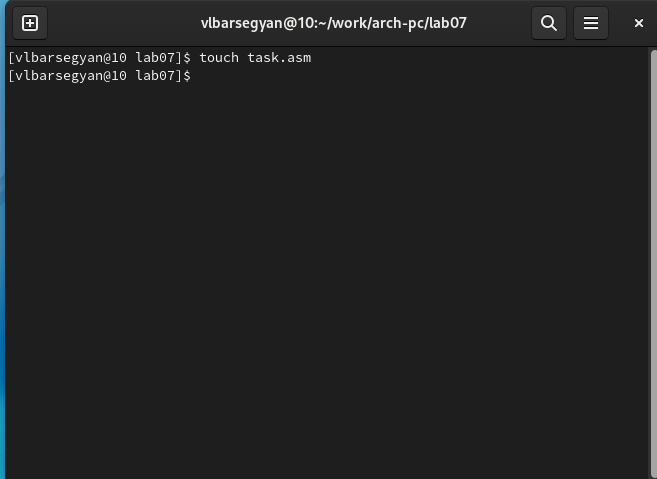 vlbarsegyan@10:~/work/arch-pc/lab07
[vlbarsegyan@10 lab07]$ touch task.asm
[vlbarsegyan@10 lab07]$